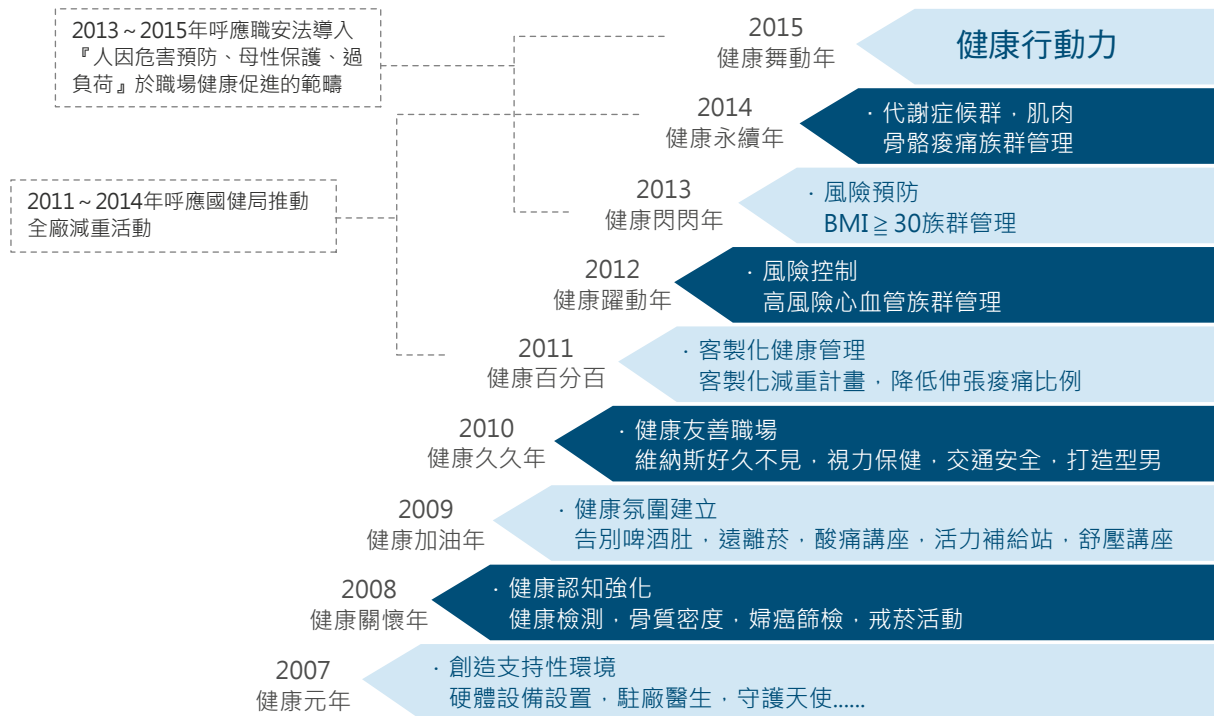 2013～2015年呼應職安法導入
『人因危害預防、母性保護、過
負荷』於職場健康促進的範疇
2011～2014年呼應國健局推動
全廠減重活動
2015
健康舞動年
健康行動力
2014
健康永續年
· 代謝症候群，肌肉
骨骼痠痛族群管理
2013
健康閃閃年
· 風險預防
BMI≧30族群管理
2012
健康躍動年
· 風險控制
高風險心血管族群管理
2011
健康百分百
· 客製化健康管理
客製化減重計畫，降低伸張痠痛比例
2010
健康久久年
· 健康友善職場
維納斯好久不見，視力保健，交通安全，打造型男
2009
健康加油年
· 健康氛圍建立
告別啤酒肚，遠離菸，酸痛講座，活力補給站，舒壓講座
2008
健康關懷年
· 健康認知強化
健康檢測，骨質密度，婦癌篩檢，戒菸活動
2007
健康元年
· 創造支持性環境
硬體設備設置，駐廠醫生，守護天使......